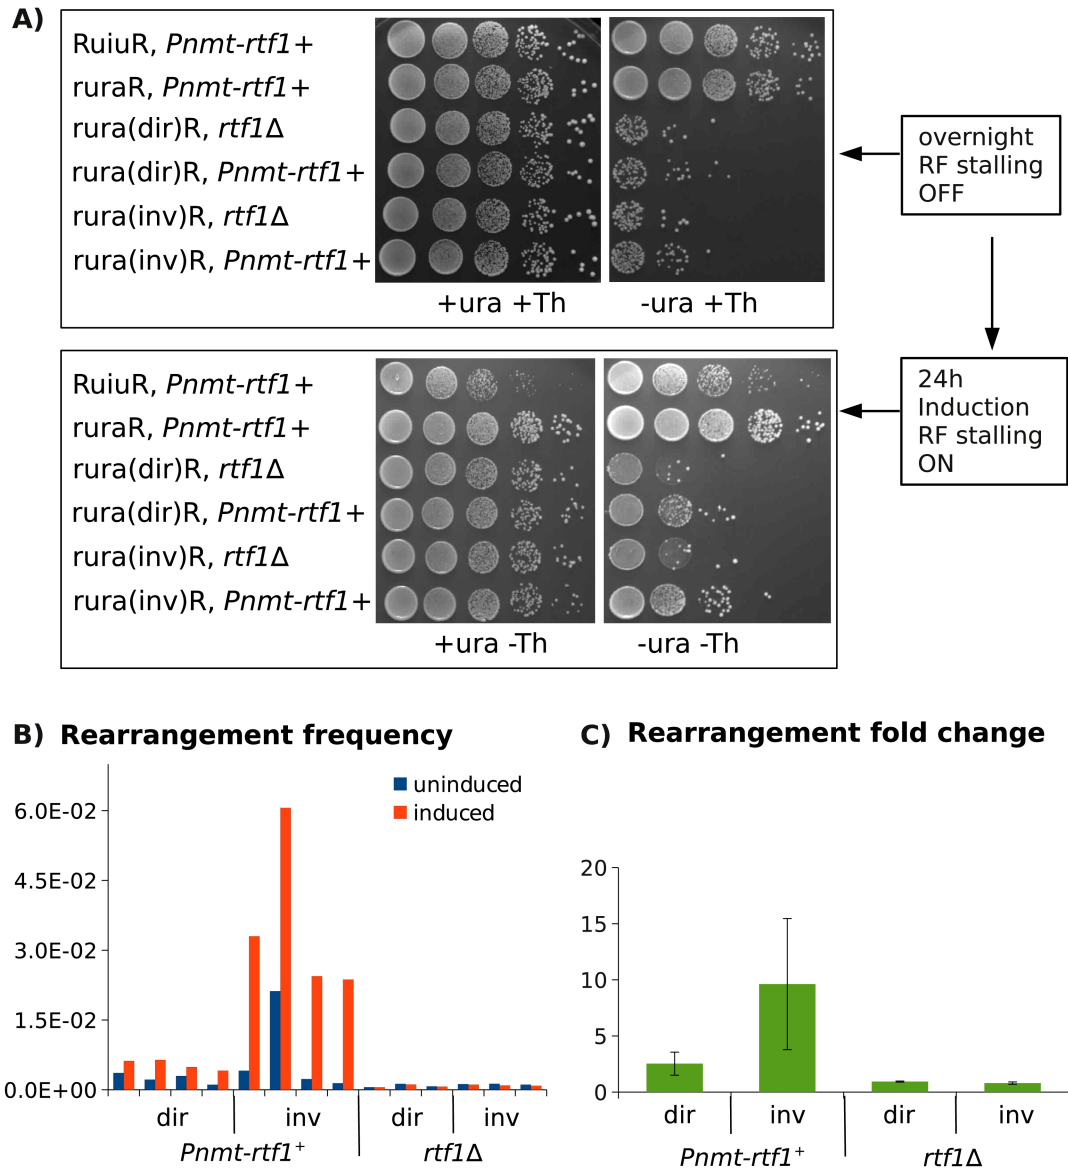 A)
RuiuR, Pnmt-rtf1+
ruraR, Pnmt-rtf1+
rura(dir)R, rtf1Δ
rura(dir)R, Pnmt-rtf1+
rura(inv)R, rtf1Δ
rura(inv)R, Pnmt-rtf1+
+ura +Th
-ura +Th
overnight
RF stalling
OFF
RuiuR, Pnmt-rtf1+
ruraR, Pnmt-rtf1+
rura(dir)R, rtf1Δ
rura(dir)R, Pnmt-rtf1+
rura(inv)R, rtf1Δ
rura(inv)R, Pnmt-rtf1+
+ura -Th
-ura -Th
24h
Induction
RF stalling
ON
B) Rearrangement frequency
uninduced
induced
6.0E-02
4.5E-02
3.0E-02
1.5E-02
0.0E+00
dir
inv
dir
inv
Pnmt-rtf1⁺
rtf1Δ
C) Rearrangement fold change
20
15
10
5
0
dir
inv
dir
inv
Pnmt-rtf1⁺
rtf1Δ